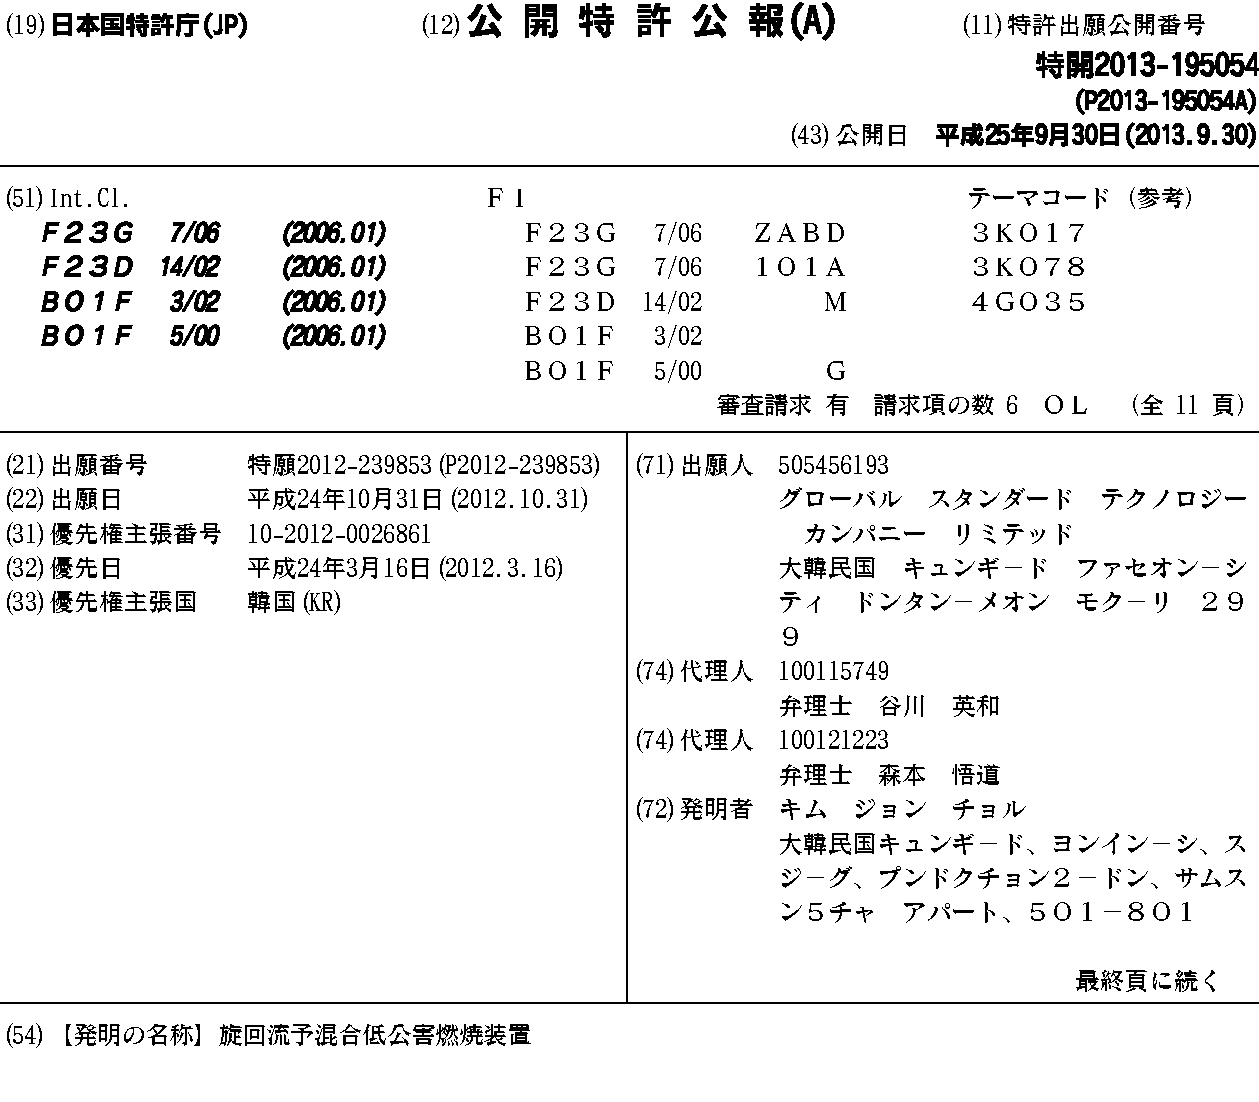 (19)日本国特許庁(JP) (12)公 開 特 許 公 報(A) (11)特許出願公開番号
特開2013-195054
(P2013-195054A)
(43)公開日 平成25年9月30日(2013.9.30)
(51)Int.Cl. F I テーマコード (参考)
F23G 7/06 (2006.01) F23G 7/06 ZABD 3K017
F23D 14/02 (2006.01) F23G 7/06 101A 3K078
B01F 3/02 (2006.01) F23D 14/02 M 4G035
B01F 5/00 (2006.01) B01F 3/02
B01F 5/00 G
審査請求 有 請求項の数 6 OL (全 11 頁)
(21)出願番号 特願2012-239853(P2012-239853)
(22)出願日 平成24年10月31日(2012.10.31)
(31)優先権主張番号 10-2012-0026861
(32)優先日 平成24年3月16日(2012.3.16)
(33)優先権主張国 韓国(KR)
(71)出願人 505456193
グローバル スタンダード テクノロジー
カンパニー リミテッド
大韓民国 キュンギ−ド ファセオン−シ
ティ ドンタン−メオン モク−リ 29
9
(74)代理人 100115749
弁理士 谷川 英和
(74)代理人 100121223
弁理士 森本 悟道
(72)発明者 キム ジョン チョル
大韓民国キュンギ−ド、ヨンイン−シ、ス
ジ−グ、プンドクチョン2−ドン、サムス
ン5チャ アパート、501−801
最終頁に続く
(54)【発明の名称】旋回流予混合低公害燃焼装置